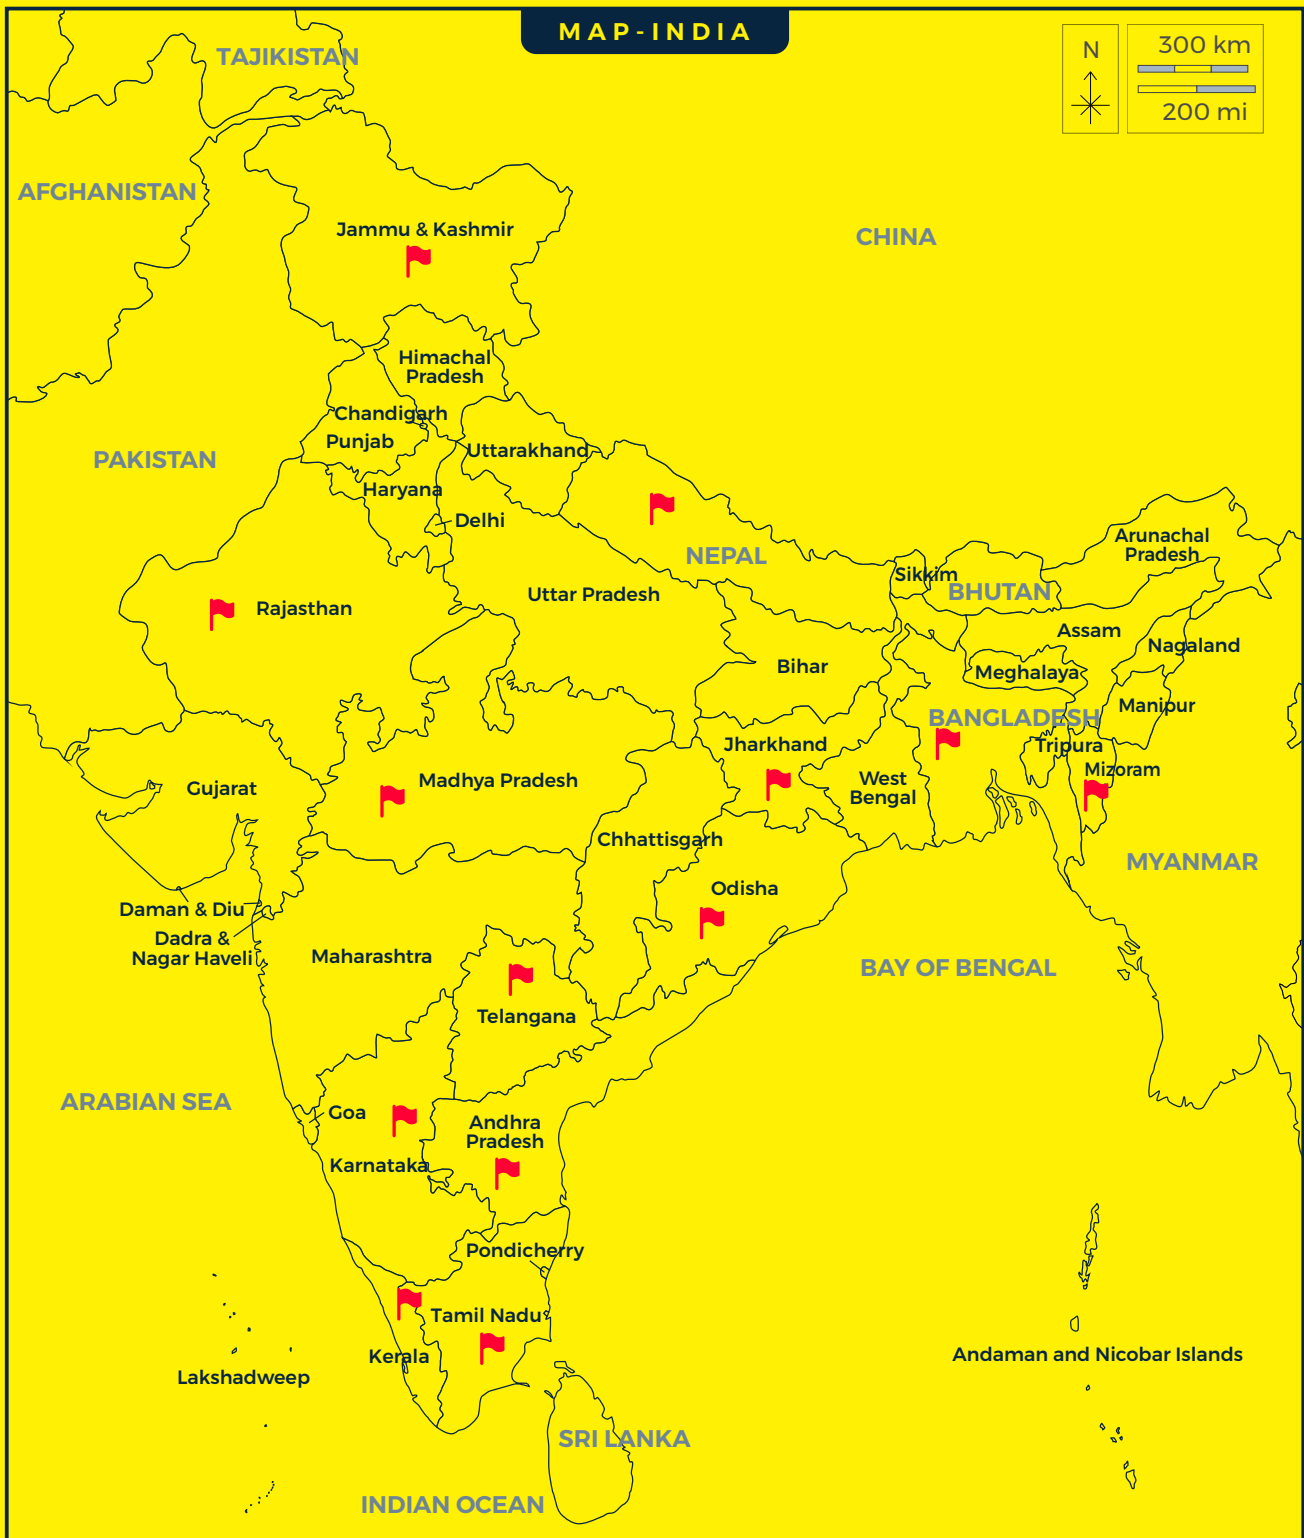 MAP-INDIA
N
300 km
200 mi
TAJIKISTAN
AFGHANISTAN
Jammu & Kashmir
CHINA
Himachal
Pradesh
Chandigarh
Punjab
PAKISTAN
Uttarakhand
Haryana
Delhi
NEPAL
Arunachal
Pradesh
Sikkim
BHUTAN
Uttar Pradesh
Rajasthan
Assam
Nagaland
Bihar
Meghalaya
Manipur
BANGLADESH
Jharkhand
Tripura
Mizoram
Gujarat
Madhya Pradesh
West
Bengal
Chhattisgarh
MYANMAR
Odisha
Daman & Diu
Dadra &
Nagar Haveli
Maharashtra
BAY OF BENGAL
Telangana
ARABIAN SEA
Goa
Andhra
Pradesh
Karnataka
Pondicherry
Tamil Nadu
Kerala
Andaman and Nicobar Islands
Lakshadweep
SRI LANKA
INDIAN OCEAN